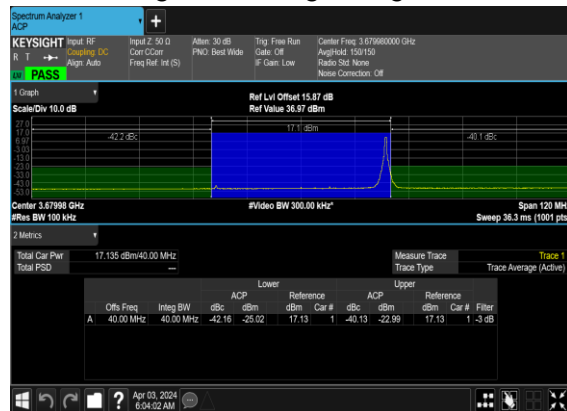 Spectrum Analyzer 1
ACP
KEYSIGHT Input: RF Input Z: 50 Ω Atten: 30 dB Trig: Free Run Center Freq: 3.679980000 GHz
R T Coupling: DC Corr CCorr PNO: Best Wide Gate: Off Avg|Hold: 150/150
Align: Auto Freq Ref: Int (S) IF Gain: Low Radio Std: None
LXI PASS Noise Correction: Off
1 Graph
Ref Lvl Offset 15.87 dB
Scale/Div 10.0 dB Ref Value 36.97 dBm
27.0
17.0 -42.2 dBc 17.1 dBm -40.1 dBc
6.97
-3.03
-13.0
-23.0
-33.0
-43.0
-53.0
Center 3.67998 GHz #Video BW 300.00 kHz* Span 120 MH
#Res BW 100 kHz Sweep 36.3 ms (1001 pts
2 Metrics
Total Car Pwr 17.135 dBm/40.00 MHz Measure Trace Trace 1
Total PSD --- Trace Type Trace Average (Active)
Lower Upper
ACP Reference ACP Reference
Offs Freq Integ BW dBc dBm dBm Car # dBc dBm dBm Car # Filter
A 40.00 MHz 40.00 MHz -42.16 -25.02 17.13 1 -40.13 -22.99 17.13 1 -3 dB
? Apr 03, 2024
6:04:02 AM